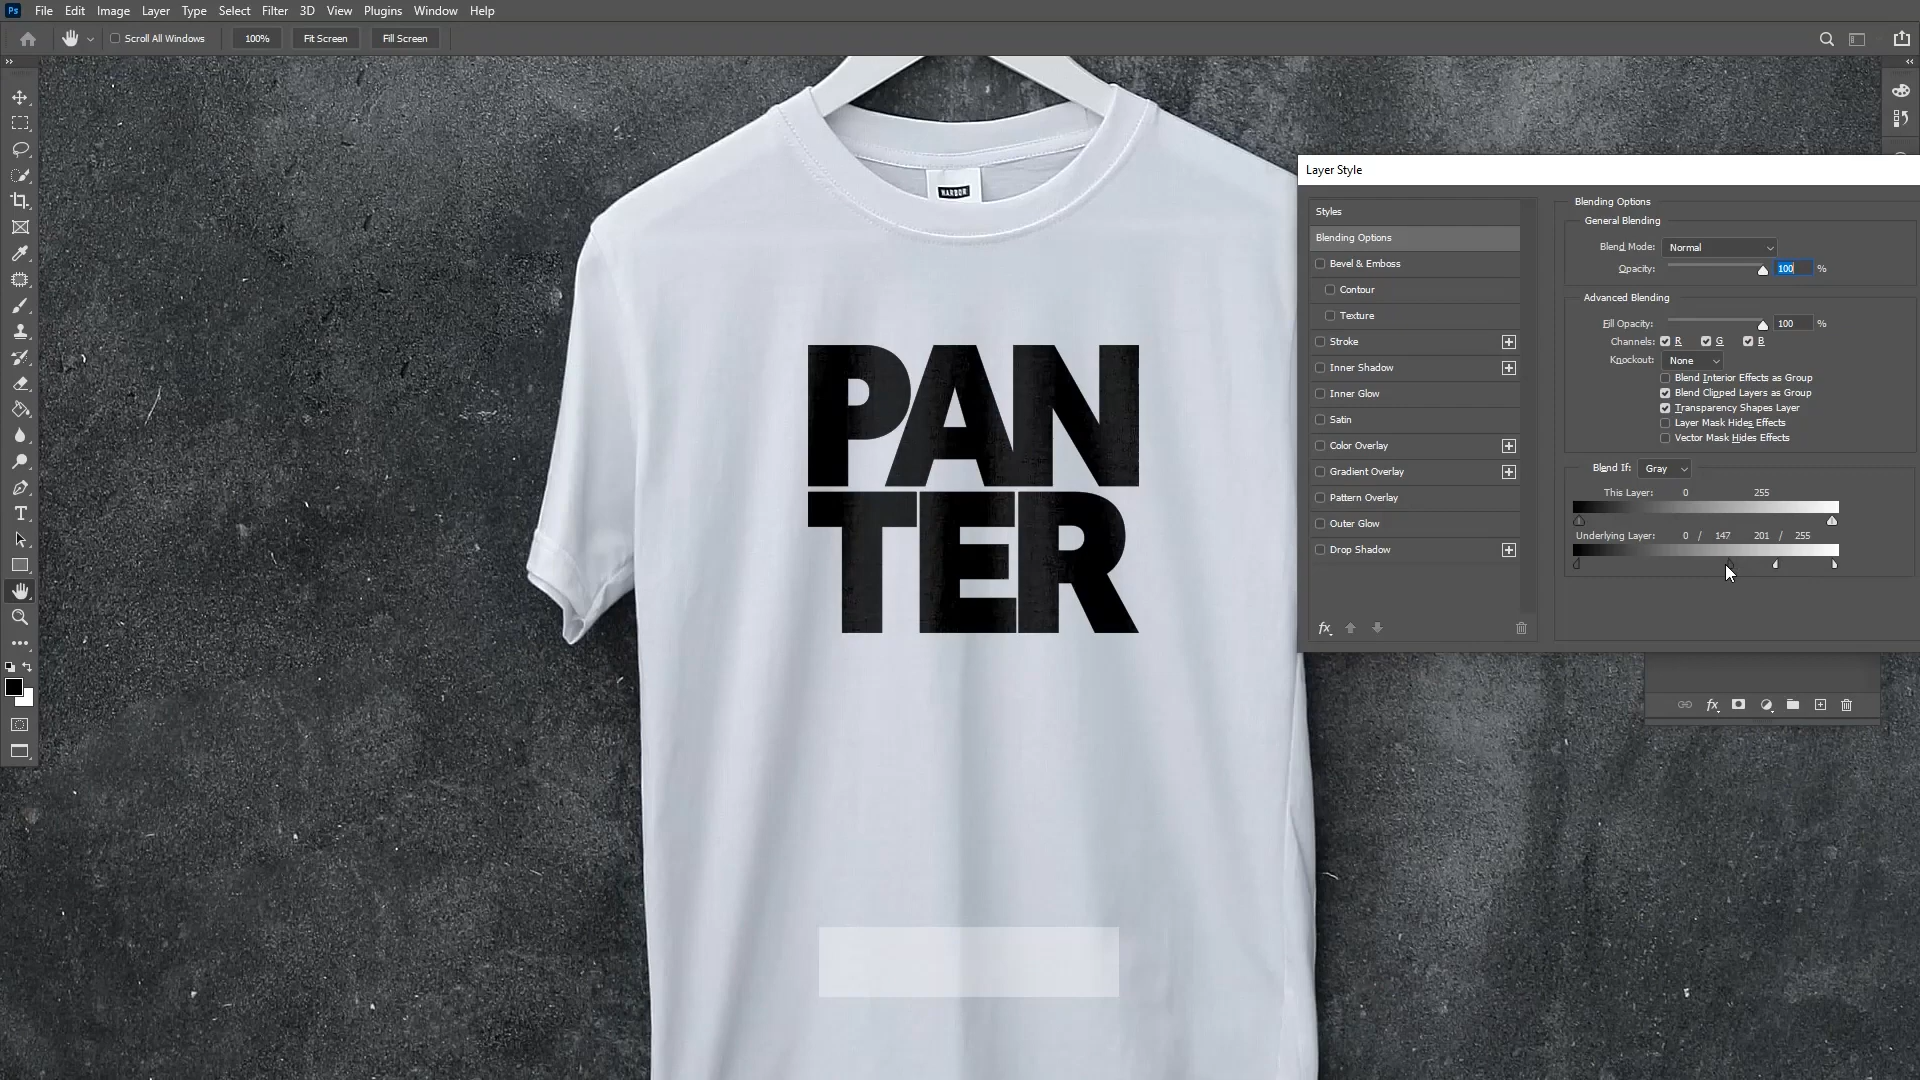 Ps File Edit Image Layer Type Select Filter 3D View Plugins Window Help
Scroll All Windows 100% Fit Screen Fill Screen
HARBOR
Layer Style
Styles
Blending Options
Bevel & Emboss
Contour
Texture
Stroke
Inner Shadow
Inner Glow
Satin
Color Overlay
Gradient Overlay
Pattern Overlay
Outer Glow
Drop Shadow
fx
Blending Options
General Blending
Blend Mode: Normal
Opacity: 100 %
Advanced Blending
Fill Opacity: 100 %
Channels: R G B
Knockout: None
Blend Interior Effects as Group
Blend Clipped Layers as Group
Transparency Shapes Layer
Layer Mask Hides Effects
Vector Mask Hides Effects
Blend If: Gray
This Layer: 0 255
Underlying Layer: 0 / 147 201 / 255
fx
PAN
TER